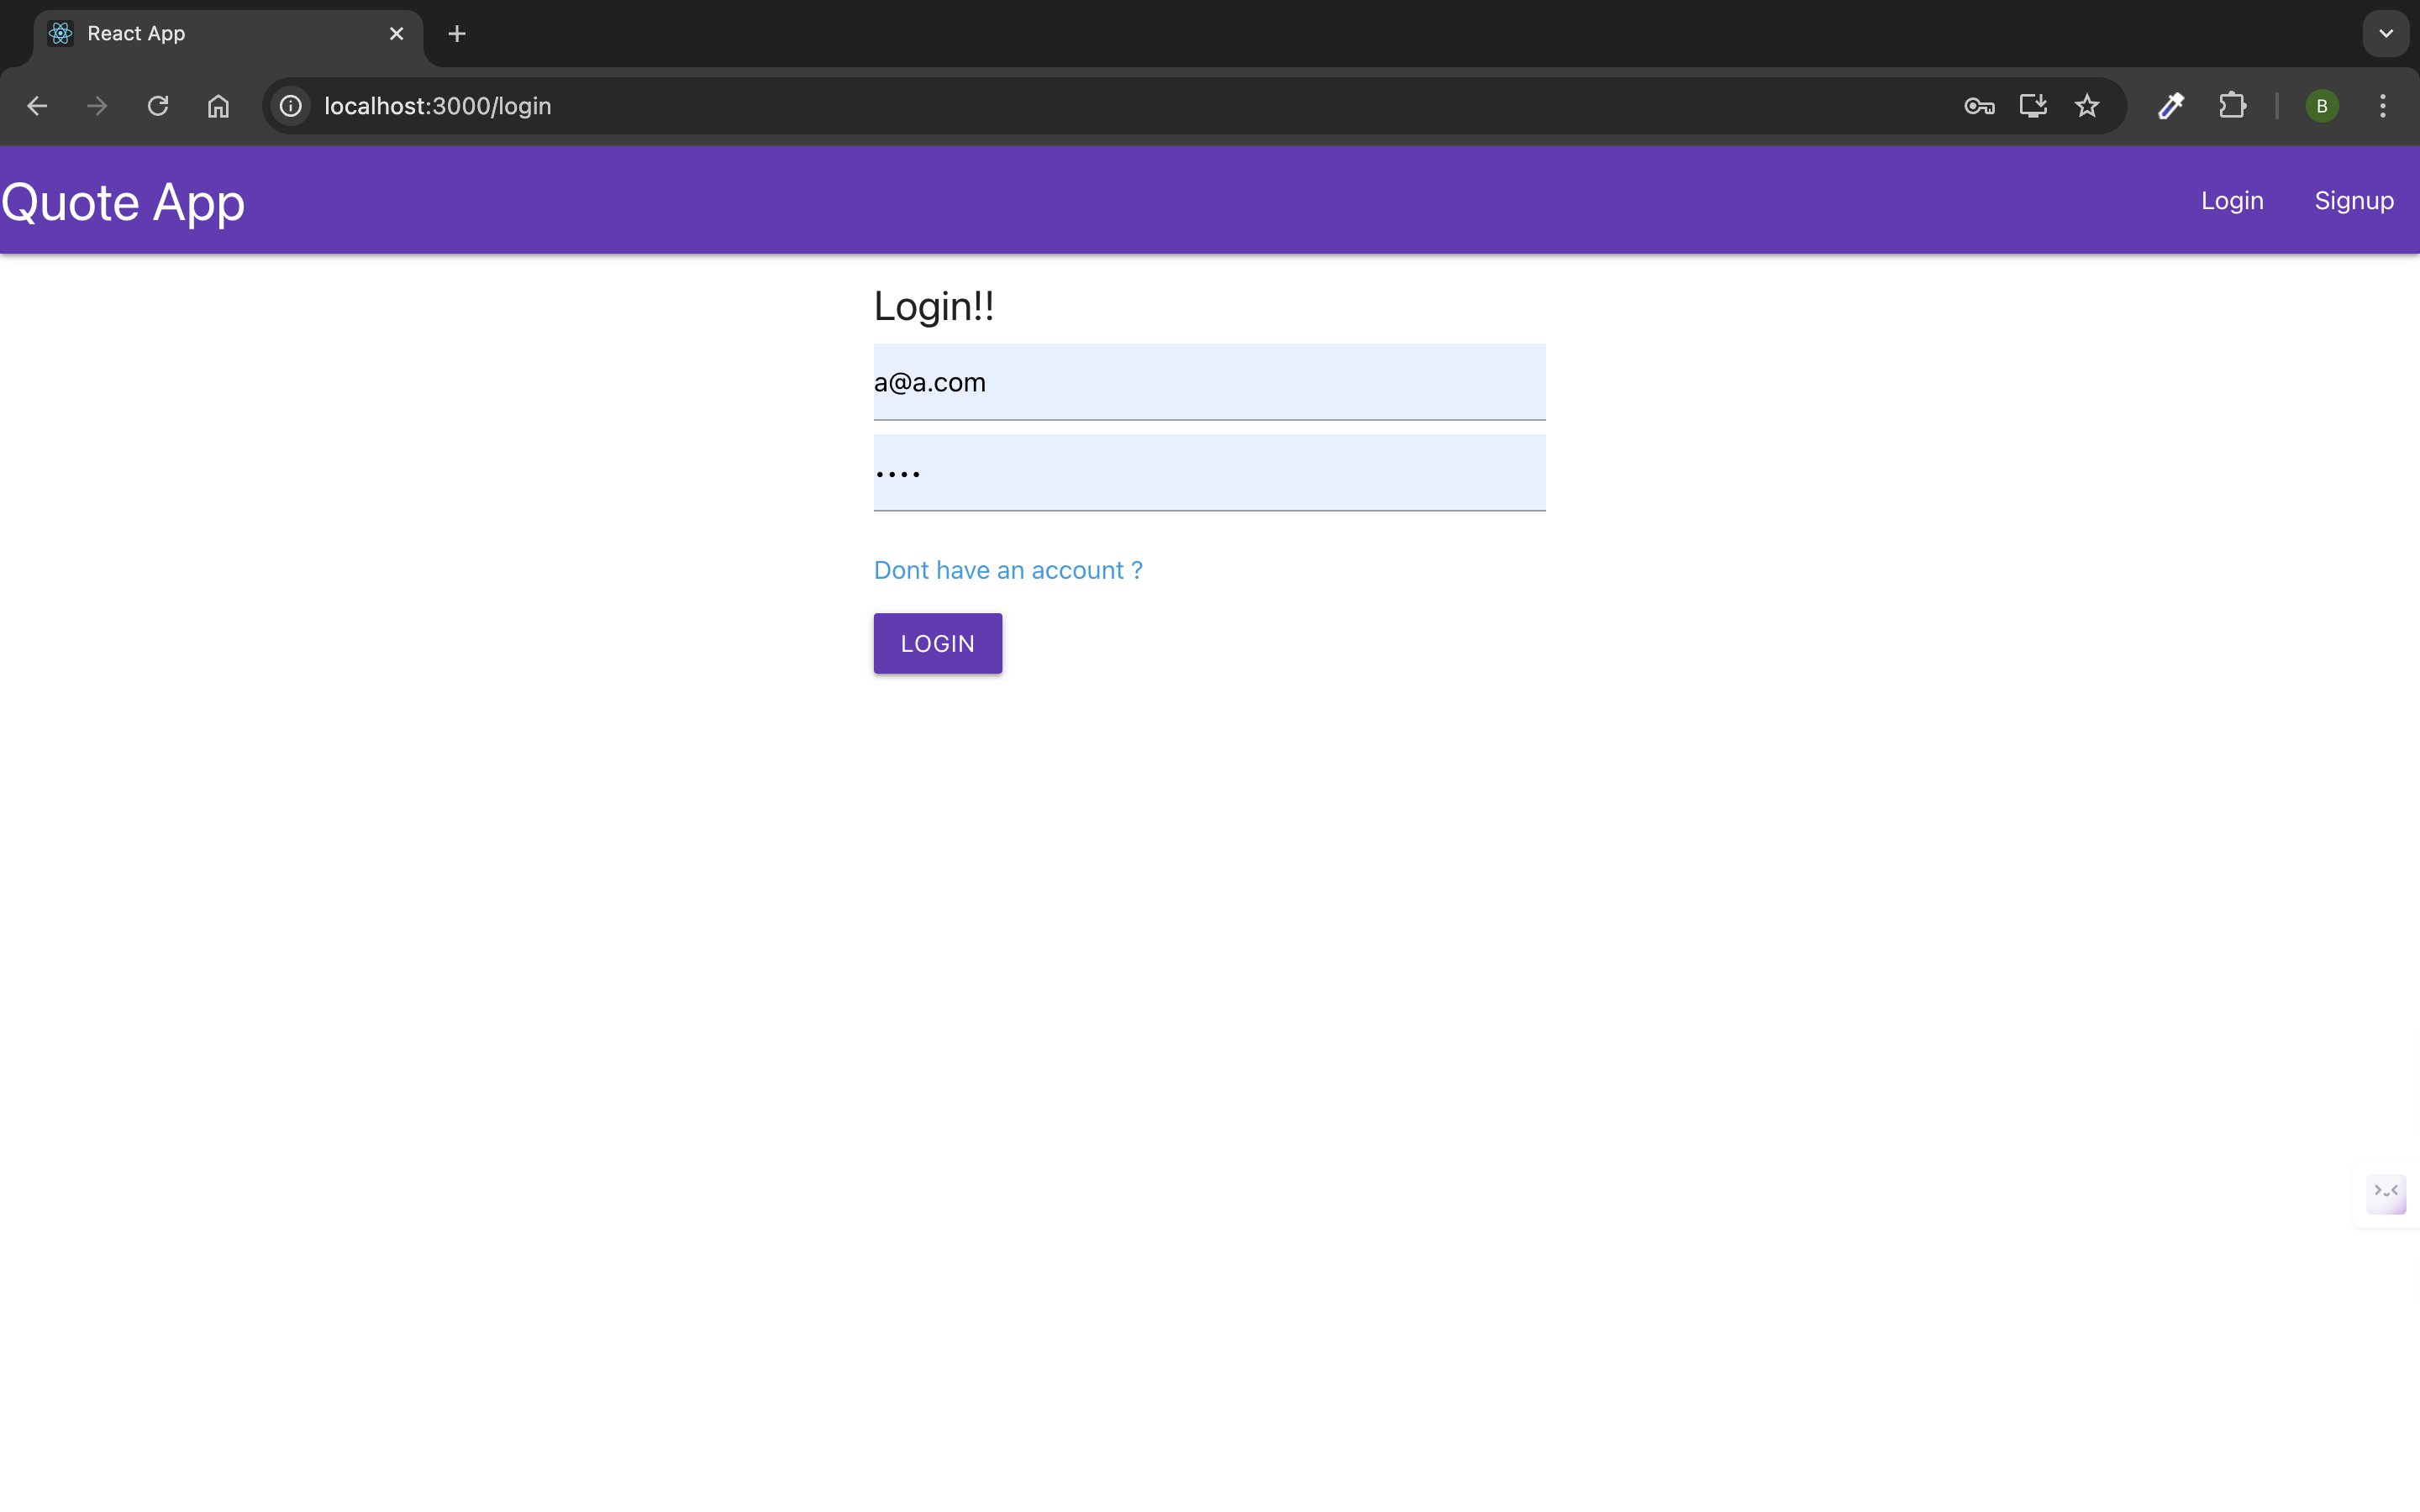 React App
localhost:3000/login
B
Quote App
Login
Signup
Login!!
a@a.com
••••
Dont have an account ?
LOGIN